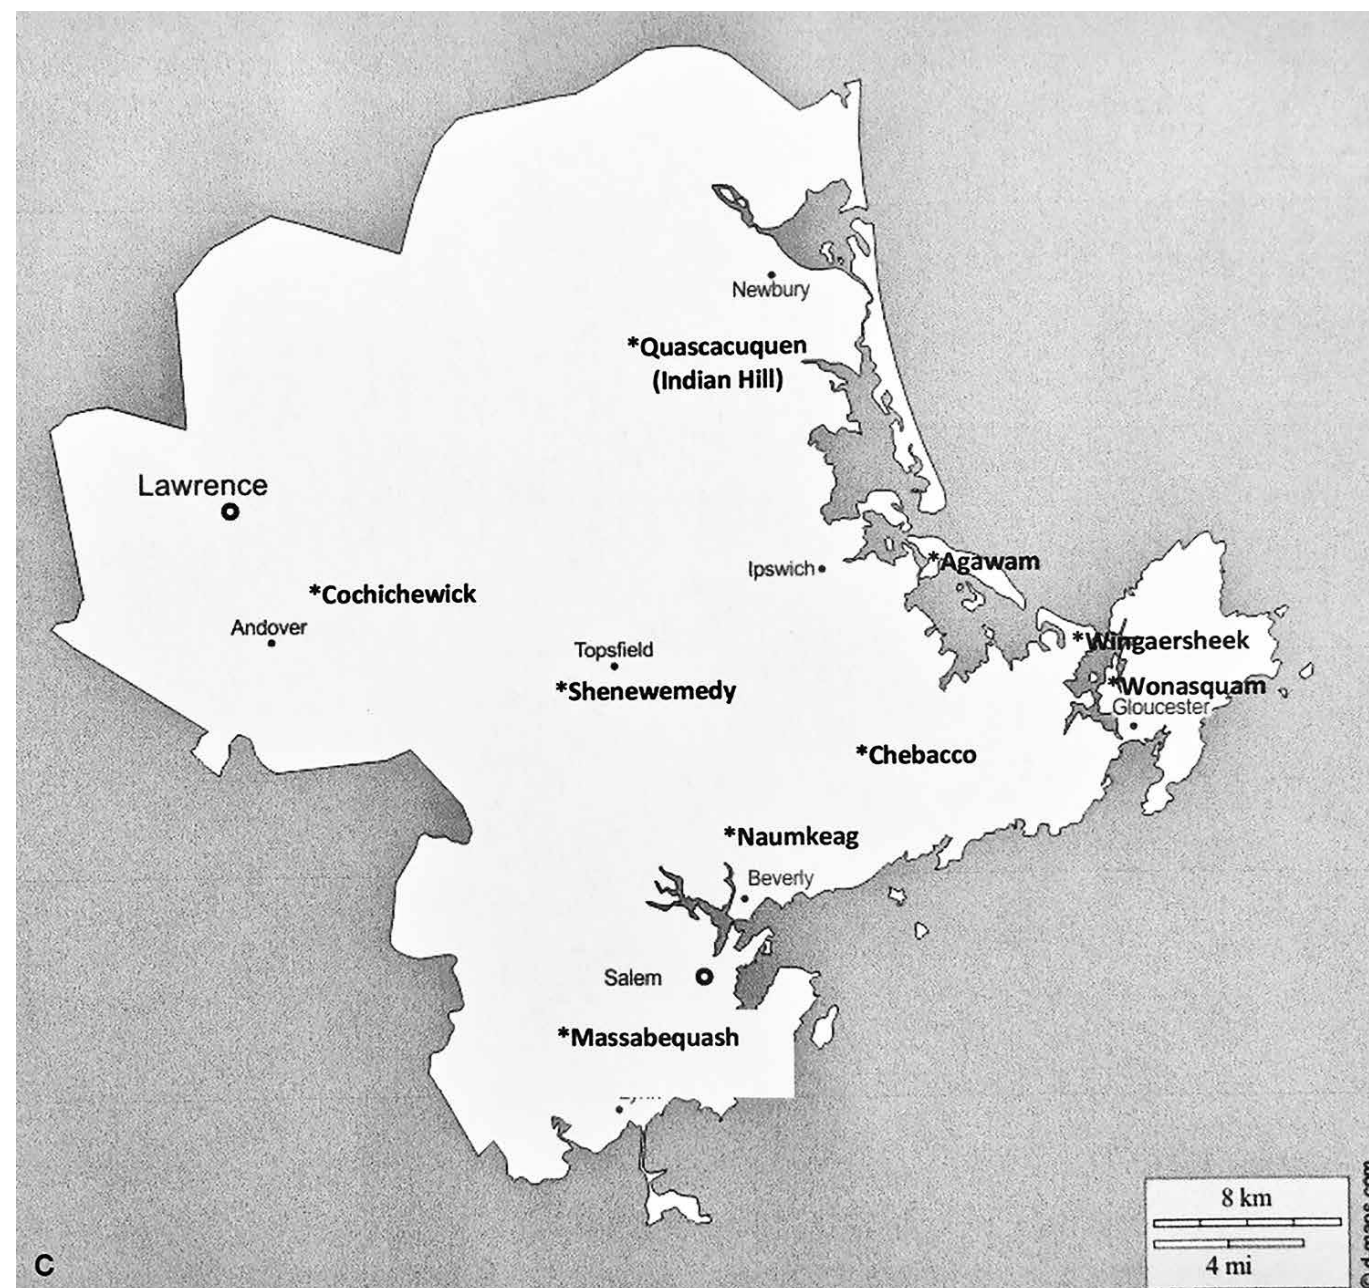 Newbury
*Quascacuquen
(Indian Hill)
Lawrence
Ipswich
*Agawam
*Cochichewick
Andover
*Wingaersheek
Topsfield
*Shenewemedy
*Wonasquam
Gloucester
*Chebacco
*Naumkeag
Beverly
Salem
*Massabequash
8 km
4 mi
C